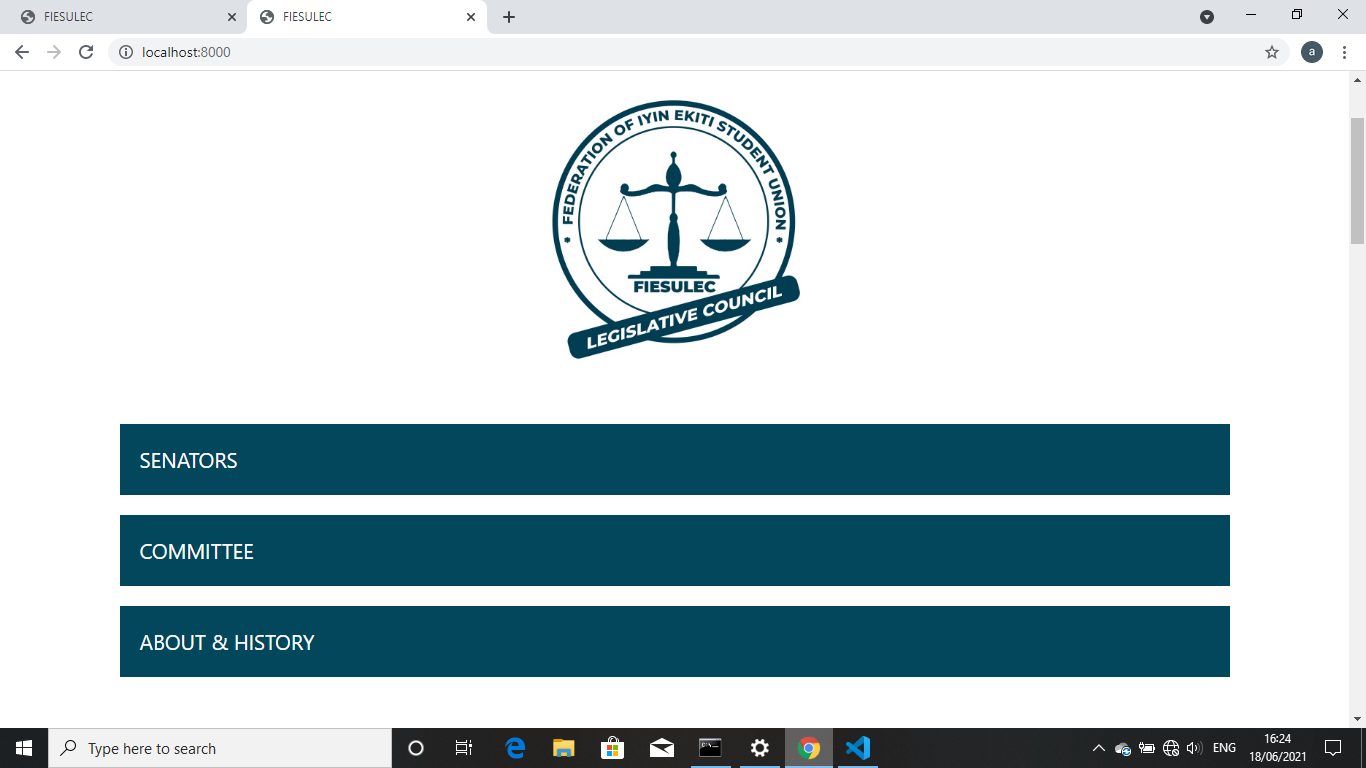 FIESULEC
FIESULEC
localhost:8000
a
FEDERATION OF IYIN EKITI STUDENT UNION
FIESULEC
LEGISLATIVE COUNCIL
SENATORS
COMMITTEE
ABOUT & HISTORY
Type here to search
ENG
16:24
18/06/2021